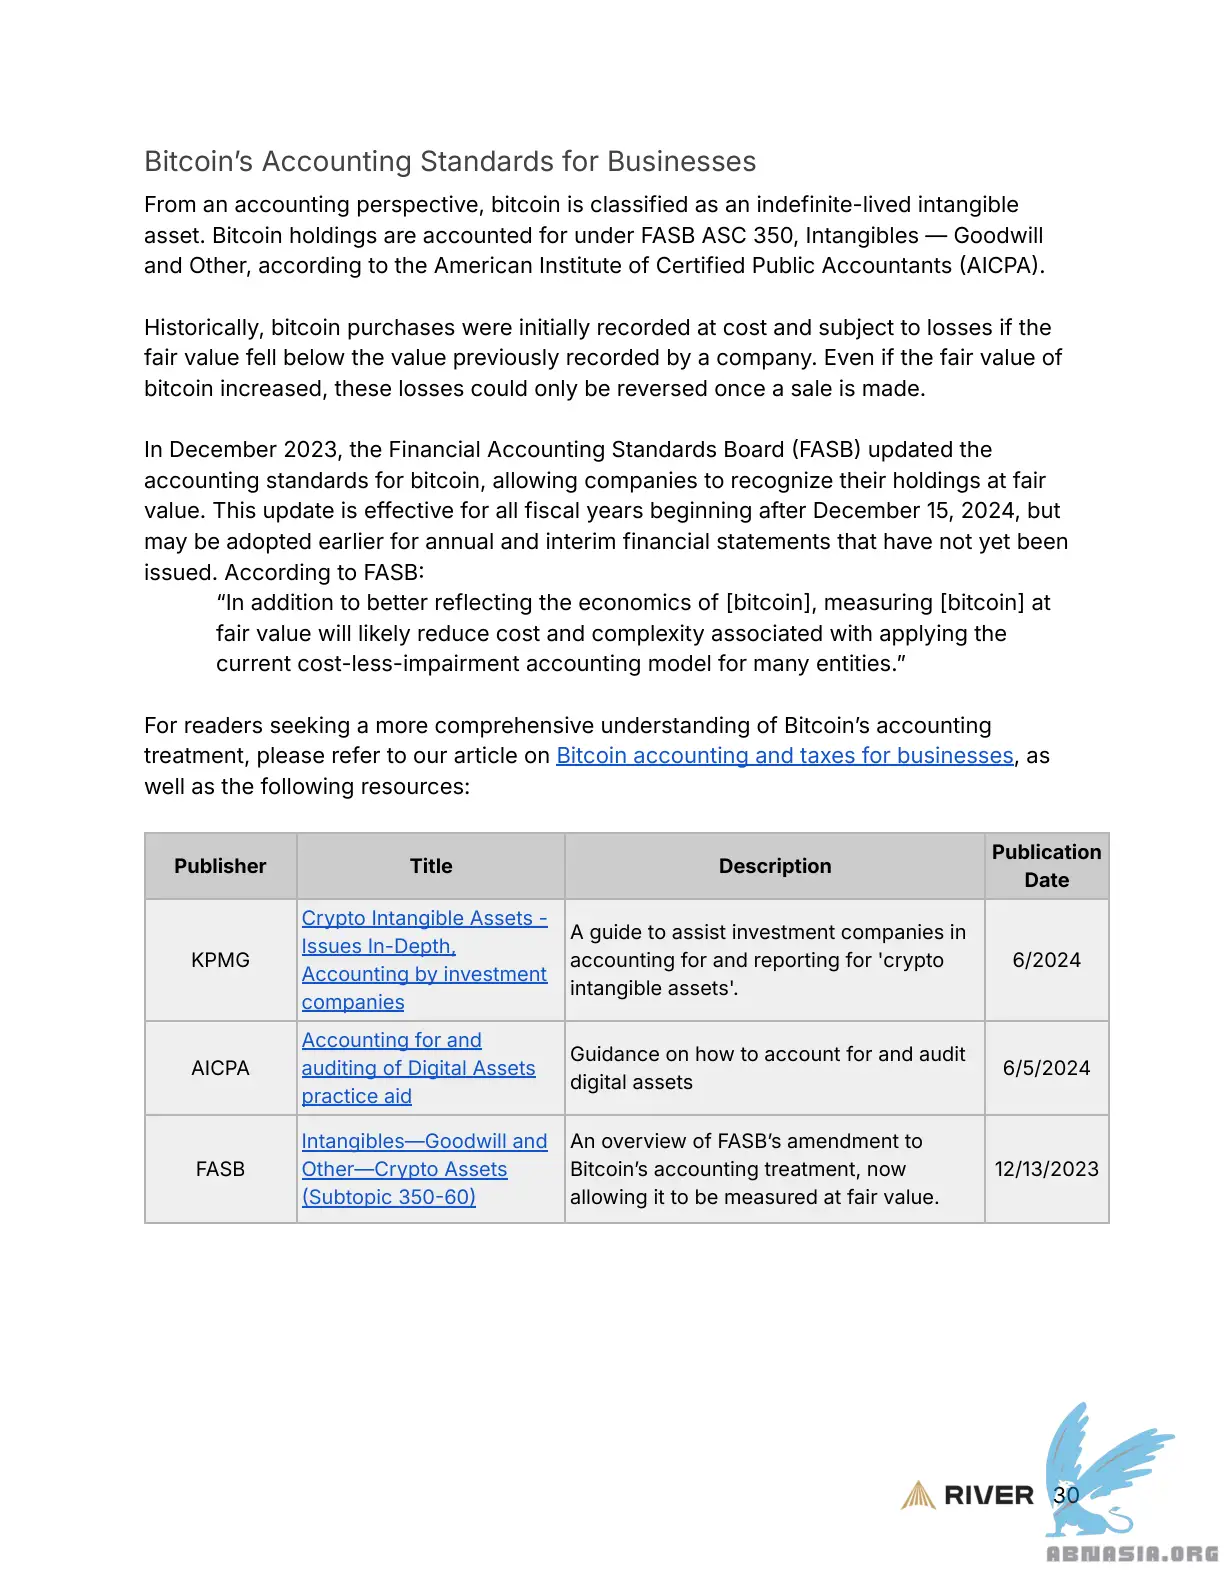 Bitcoin’s Accounting Standards for Businesses
From an accounting perspective, bitcoin is classified as an indefinite-lived intangible
asset. Bitcoin holdings are accounted for under FASB ASC 350, Intangibles — Goodwill
and Other, according to the American Institute of Certified Public Accountants (AICPA).
Historically, bitcoin purchases were initially recorded at cost and subject to losses if the
fair value fell below the value previously recorded by a company. Even if the fair value of
bitcoin increased, these losses could only be reversed once a sale is made.
In December 2023, the Financial Accounting Standards Board (FASB) updated the
accounting standards for bitcoin, allowing companies to recognize their holdings at fair
value. This update is effective for all fiscal years beginning after December 15, 2024, but
may be adopted earlier for annual and interim financial statements that have not yet been
issued. According to FASB:
“In addition to better reflecting the economics of [bitcoin], measuring [bitcoin] at
fair value will likely reduce cost and complexity associated with applying the
current cost-less-impairment accounting model for many entities.”
For readers seeking a more comprehensive understanding of Bitcoin’s accounting
treatment, please refer to our article on Bitcoin accounting and taxes for businesses, as
well as the following resources:
Publisher
Title
Description
Publication
Date
KPMG
Crypto Intangible Assets -
Issues In-Depth,
Accounting by investment
companies
A guide to assist investment companies in
accounting for and reporting for 'crypto
intangible assets'.
6/2024
AICPA
Accounting for and
auditing of Digital Assets
practice aid
Guidance on how to account for and audit
digital assets
6/5/2024
FASB
Intangibles—Goodwill and
Other—Crypto Assets
(Subtopic 350-60)
An overview of FASB’s amendment to
Bitcoin’s accounting treatment, now
allowing it to be measured at fair value.
12/13/2023
RIVER 30
ABNASIA.ORG